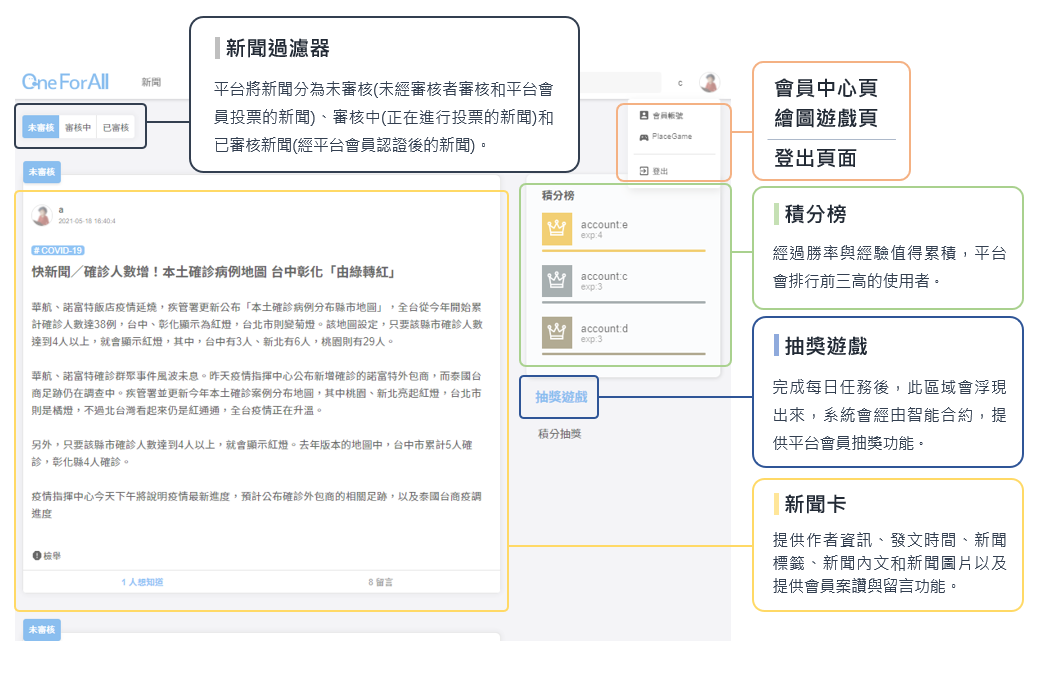 新聞過濾器
平台將新聞分為未審核(未經審核者審核和平台會
員投票的新聞)、審核中(正在進行投票的新聞)和
已審核新聞(經平台會員認證後的新聞)。
OneForAll
新聞
c
未審核 審核中 已審核
會員帳號
PlaceGame
登出
會員中心頁
繪圖遊戲頁
登出頁面
未審核
a
2021-05-16 16:40:4
# COVID-19
快新聞／確診人數增！本土確診病例地圖 台中彰化「由綠轉紅」
華航、諾富特飯店疫情延燒，疾管署更新公布「本土確診病例分布縣市地圖」，全台從今年開始累
計確診人數達38例，台中、彰化顯示為紅燈，台北市則變菊燈。該地圖設定，只要該縣市確診人數
達到4人以上，就會顯示紅燈，其中，台中有3人、新北有6人，桃園則有29人。
華航、諾富特確診群聚事件風波未息。昨天疫情指揮中心公布新增確診的諾富特外包商，而泰國台
商足跡仍在調查中。疾管署並更新今年本土確診案例分布地圖，其中桃園、新北亮起紅燈，台北市
則是橘燈，不過北台灣看起來仍是紅通通，全台疫情正在升溫。
另外，只要該縣市確診人數達到4人以上，就會顯示紅燈。去年版本的地圖中，台中市累計5人確
診，彰化縣4人確診。
疫情指揮中心今天下午將說明疫情最新進度，預計公布確診外包商的相關足跡，以及泰國台商疫調
進度
檢舉
1 人想知道
8 留言
未審核
積分榜
account:e
exp:4
account:c
exp:3
account:d
exp:3
抽獎遊戲
積分抽獎
積分榜
經過勝率與經驗值得累積，平台
會排行前三高的使用者。
抽獎遊戲
完成每日任務後，此區域會浮現
出來，系統會經由智能合約，提
供平台會員抽獎功能。
新聞卡
提供作者資訊、發文時間、新聞
標籤、新聞內文和新聞圖片以及
提供會員案讚與留言功能。